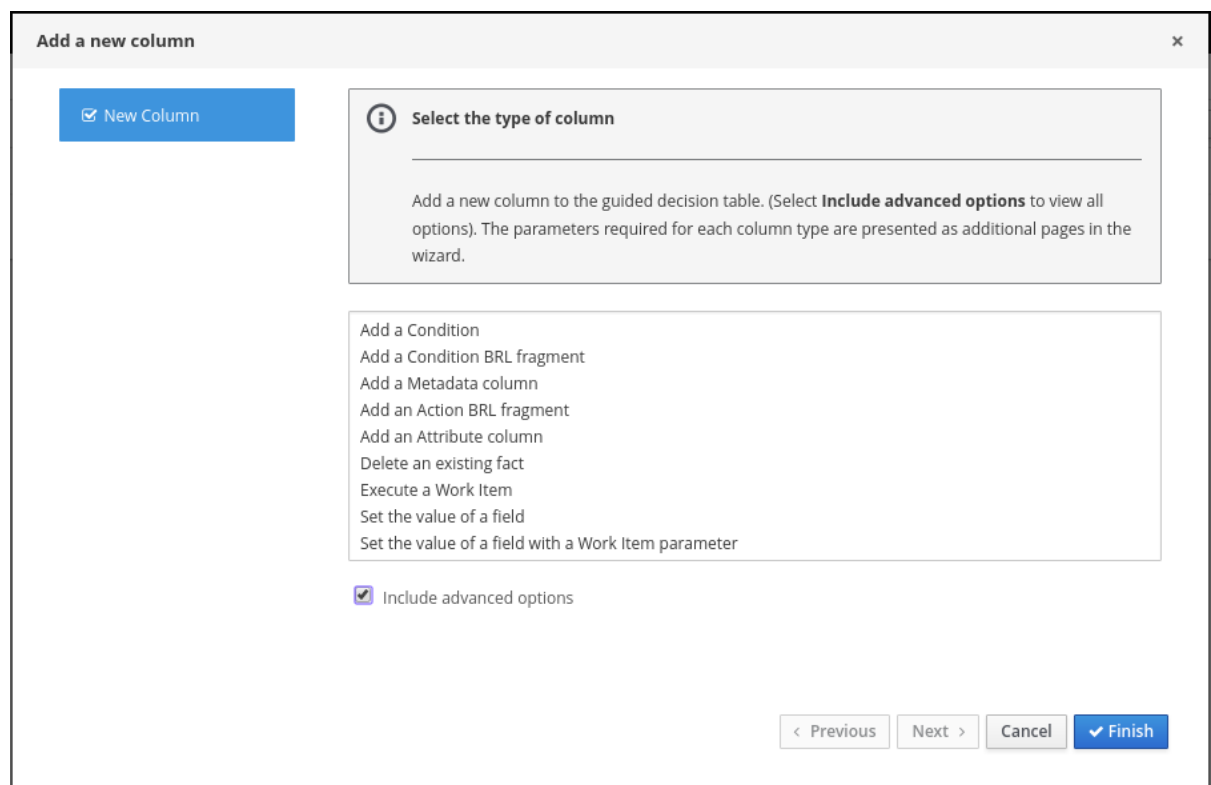 Add a new column
×
New Column
Select the type of column
Add a new column to the guided decision table. (Select Include advanced options to view all
options). The parameters required for each column type are presented as additional pages in the
wizard.
Add a Condition
Add a Condition BRL fragment
Add a Metadata column
Add an Action BRL fragment
Add an Attribute column
Delete an existing fact
Execute a Work Item
Set the value of a field
Set the value of a field with a Work Item parameter
Include advanced options
< Previous
Next >
Cancel
Finish